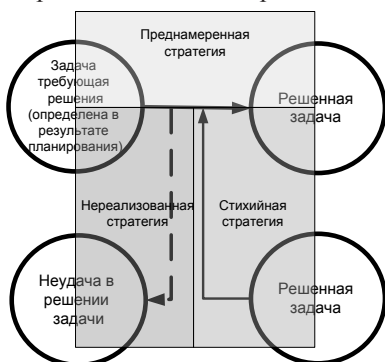 Преднамеренная
стратегия
Задача
требующая
решения
(определена в
результате
планирования)
Решенная
задача
Нереализованная
стратегия
Стихийная
стратегия
Неудача в
решении
задачи
Решенная
задача